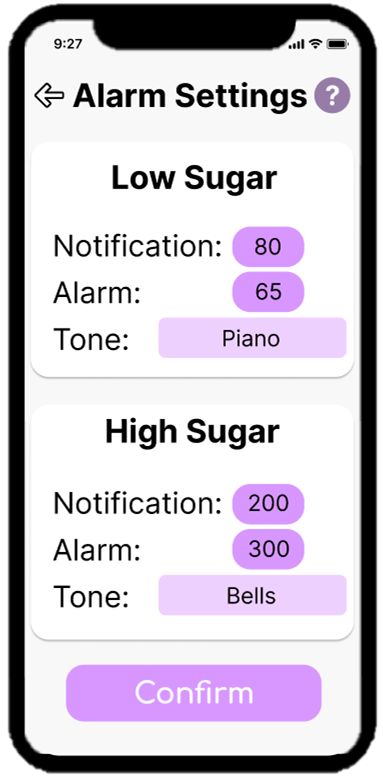 9:27
Alarm Settings ?
Low Sugar
Notification: 80
Alarm: 65
Tone: Piano
High Sugar
Notification: 200
Alarm: 300
Tone: Bells
Confirm